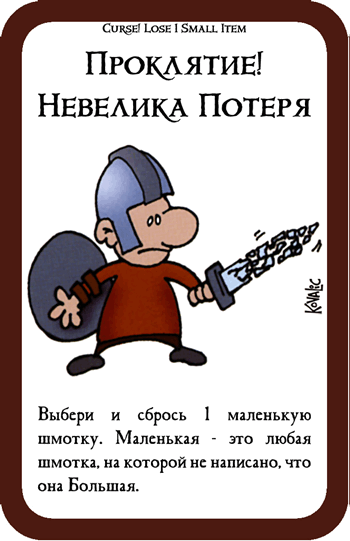 Curse! Lose 1 Small Item
Проклятие!
Невелика Потеря
Kovalic
Выбери и сбрось 1 маленькую
шмотку. Маленькая - это любая
шмотка, на которой не написано, что
она Большая.